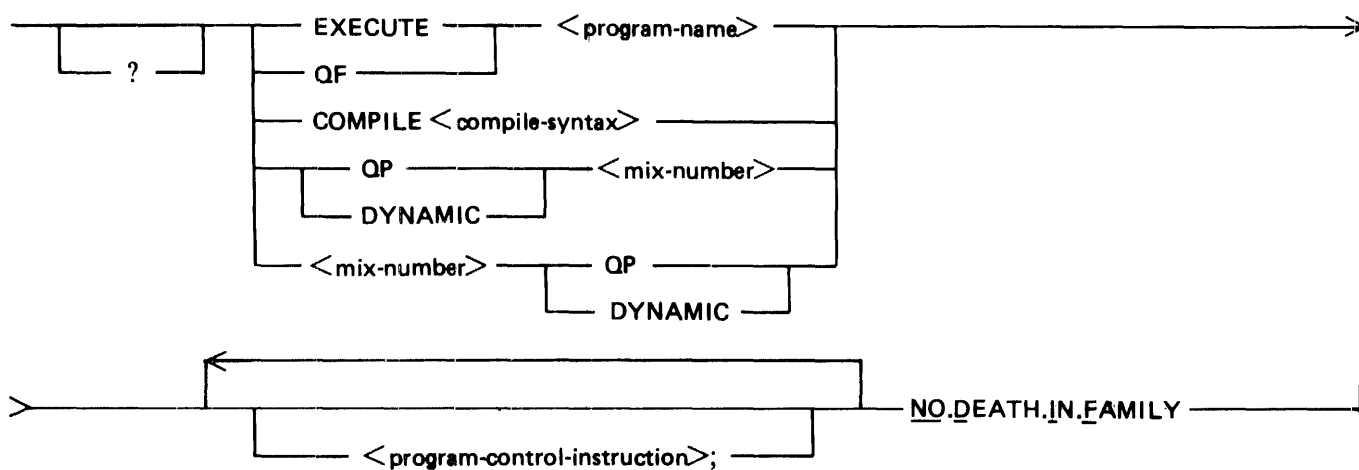 EXECUTE <program-name>
?
QF
COMPILE <compile-syntax>
QP <mix-number>
DYNAMIC
<mix-number> QP
DYNAMIC
NO.DEATH.IN.FAMILY
<program-control-instruction>;